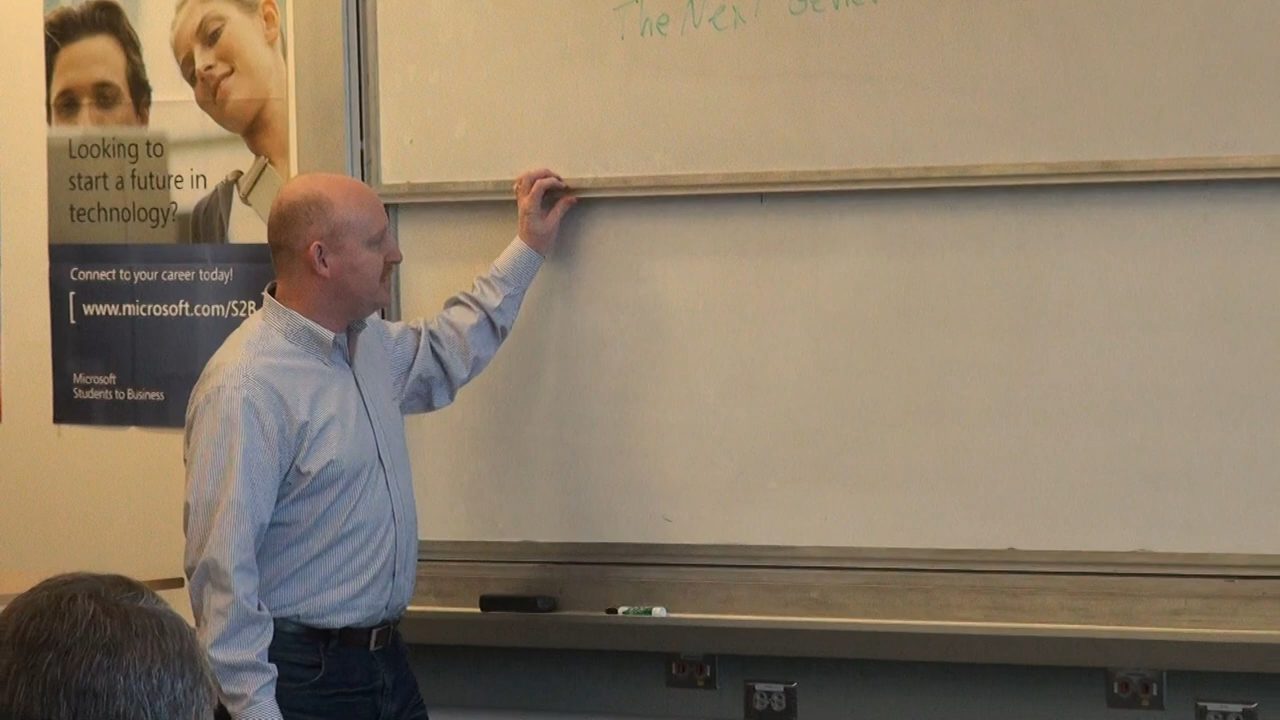 The Next
Looking to
start a future in
technology?
Connect to your career today!
www.microsoft.com/S2B
Microsoft
Students to Business